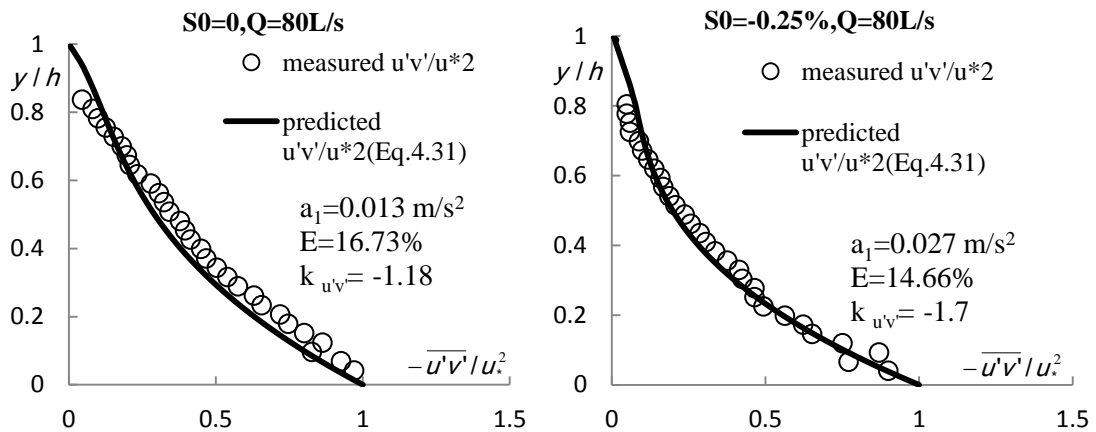 S0=0,Q=80L/s
y / h
measured u'v'/u*2
predicted
u'v'/u*2(Eq.4.31)
a1=0.013 m/s²
E=16.73%
k u'v'= -1.18
−u'v'/u*²
1
0.8
0.6
0.4
0.2
0
0
0.5
1
1.5
S0=-0.25%,Q=80L/s
y / h
measured u'v'/u*2
predicted
u'v'/u*2(Eq.4.31)
a1=0.027 m/s²
E=14.66%
k u'v'= -1.7
−u'v'/u*²
1
0.8
0.6
0.4
0.2
0
0
0.5
1
1.5